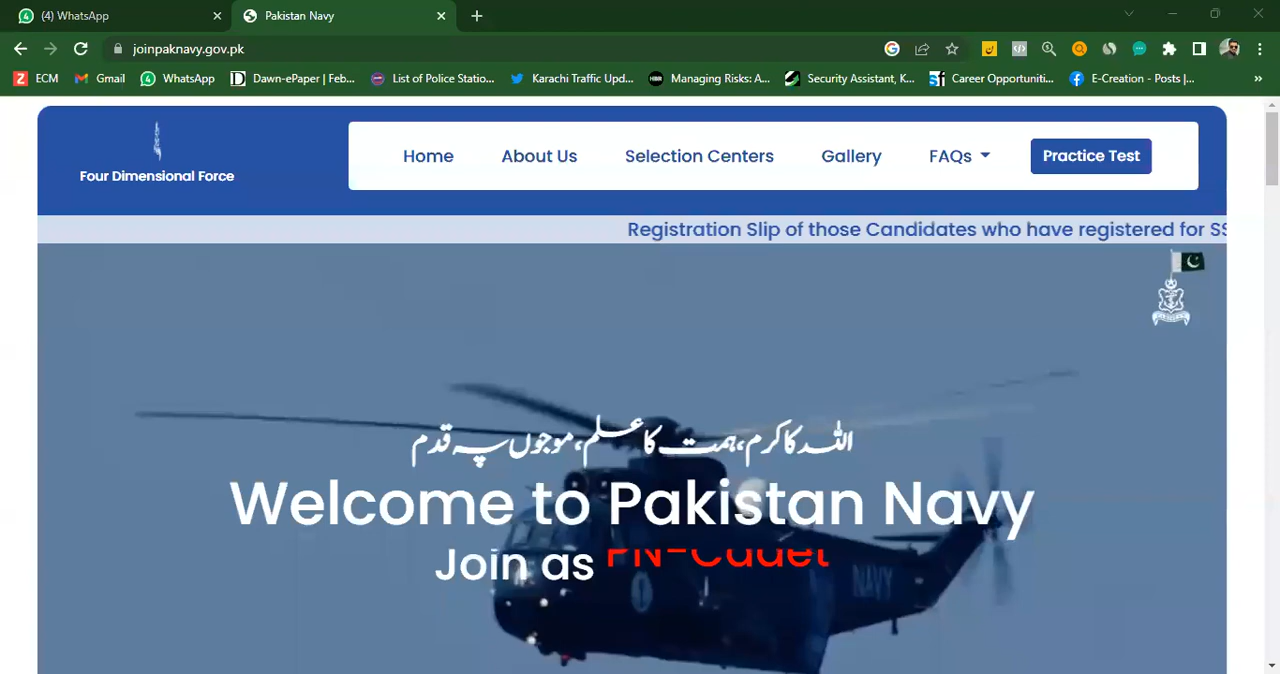 (4) WhatsApp
Pakistan Navy
joinpaknavy.gov.pk
ECM
Gmail
WhatsApp
Dawn-ePaper | Feb...
List of Police Statio...
Karachi Traffic Upd...
Managing Risks: A...
Security Assistant, K...
Career Opportuniti...
E-Creation - Posts |...
Four Dimensional Force
Home
About Us
Selection Centers
Gallery
FAQs
Practice Test
Registration Slip of those Candidates who have registered for SS
اللہ کا کرم، ہمت کا علم، موجوں پہ قدم
Welcome to Pakistan Navy
Join as PN-Cadet
NAVY